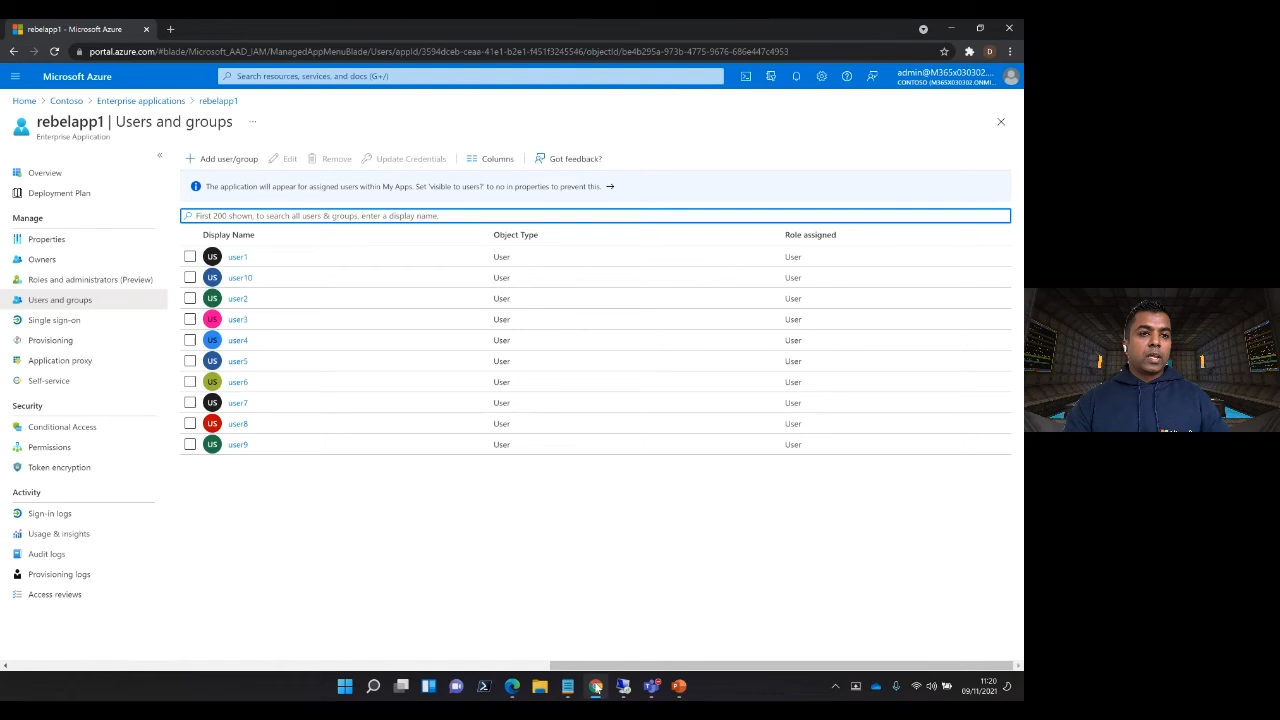 rebelapp1 - Microsoft Azure
portal.azure.com/#blade/Microsoft_AAD_IAM/ManagedAppMenuBlade/Users/appId/3594dceb-ceaa-41e1-b2e1-f451f3245546/objectId/be4b295a-973b-4775-9676-686e447c4953
D
Microsoft Azure
Search resources, services, and docs (G+/)
admin@M365x030302....
CONTOSO (M365X030302.ONMI...
Home > Contoso > Enterprise applications > rebelapp1
rebelapp1 | Users and groups ...
Enterprise Application
Add user/group
Edit
Remove
Update Credentials
Columns
Got feedback?
The application will appear for assigned users within My Apps. Set 'visible to users?' to no in properties to prevent this. →
First 200 shown, to search all users & groups, enter a display name.
Overview
Deployment Plan
Manage
Properties
Owners
Roles and administrators (Preview)
Users and groups
Single sign-on
Provisioning
Application proxy
Self-service
Security
Conditional Access
Permissions
Token encryption
Activity
Sign-in logs
Usage & insights
Audit logs
Provisioning logs
Access reviews
Display Name Object Type Role assigned
US user1 User User
US user10 User User
US user2 User User
US user3 User User
US user4 User User
US user5 User User
US user6 User User
US user7 User User
US user8 User User
US user9 User User
11:20
09/11/2021